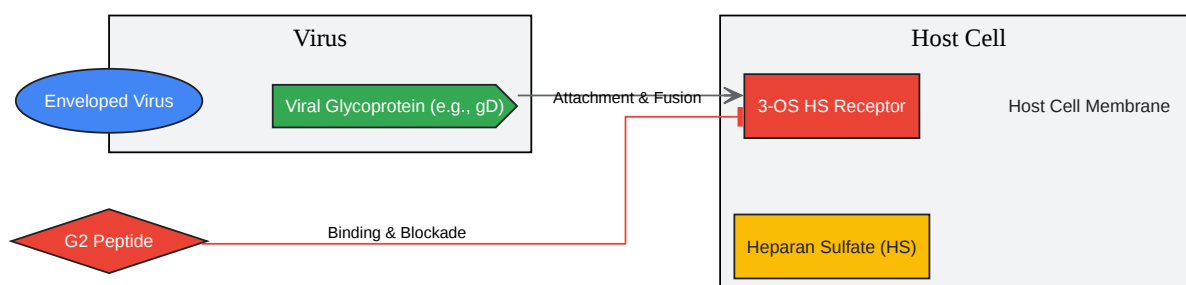 Virus
Host Cell
Enveloped Virus
Viral Glycoprotein (e.g., gD)
Attachment & Fusion
3-OS HS Receptor
Host Cell Membrane
G2 Peptide
Binding & Blockade
Heparan Sulfate (HS)